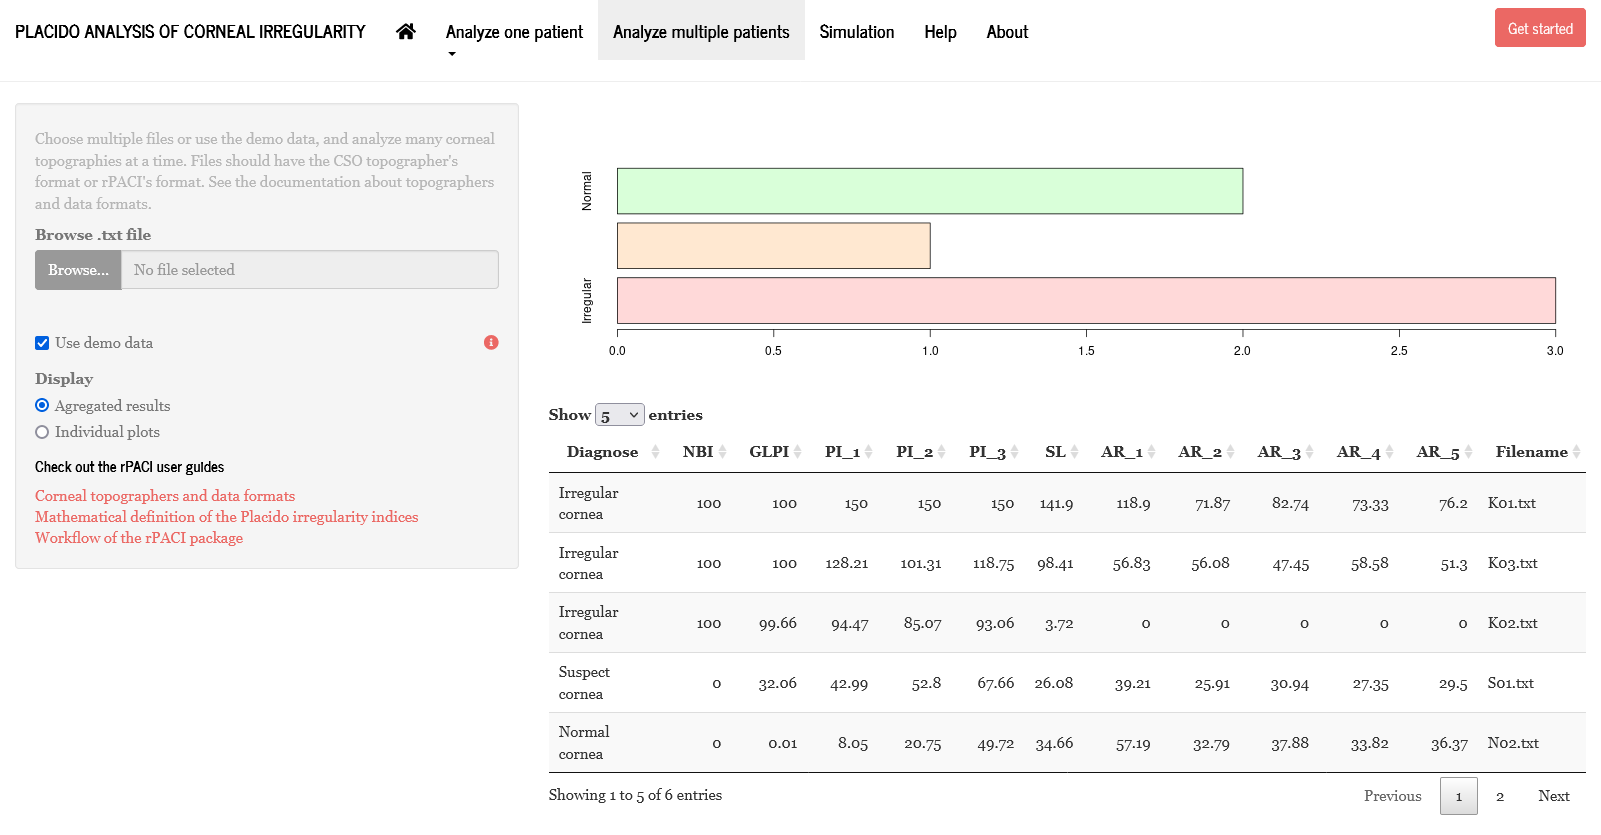 PLACIDO ANALYSIS OF CORNEAL IRREGULARITY
Analyze one patient
Analyze multiple patients
Simulation
Help
About
Get started
Choose multiple files or use the demo data, and analyze many corneal
topographies at a time. Files should have the CSO topographer's
format or rPACI's format. See the documentation about topographers
and data formats.
Browse .txt file
Browse... No file selected
Use demo data
Display
Agregated results
Individual plots
Check out the rPACI user guides
Corneal topographers and data formats
Mathematical definition of the Placido irregularity indices
Workflow of the rPACI package
Normal
Irregular
0.0 0.5 1.0 1.5 2.0 2.5 3.0
Show 5 entries
Diagnose NBI GLPI PI_1 PI_2 PI_3 SL AR_1 AR_2 AR_3 AR_4 AR_5 Filename
Irregular
cornea 100 100 150 150 150 141.9 118.9 71.87 82.74 73.33 76.2 K01.txt
Irregular
cornea 100 100 128.21 101.31 118.75 98.41 56.83 56.08 47.45 58.58 51.3 K03.txt
Irregular
cornea 100 99.66 94.47 85.07 93.06 3.72 0 0 0 0 0 K02.txt
Suspect
cornea 0 32.06 42.99 52.8 67.66 26.08 39.21 25.91 30.94 27.35 29.5 S01.txt
Normal
cornea 0 0.01 8.05 20.75 49.72 34.66 57.19 32.79 37.88 33.82 36.37 N02.txt
Showing 1 to 5 of 6 entries
Previous 1 2 Next